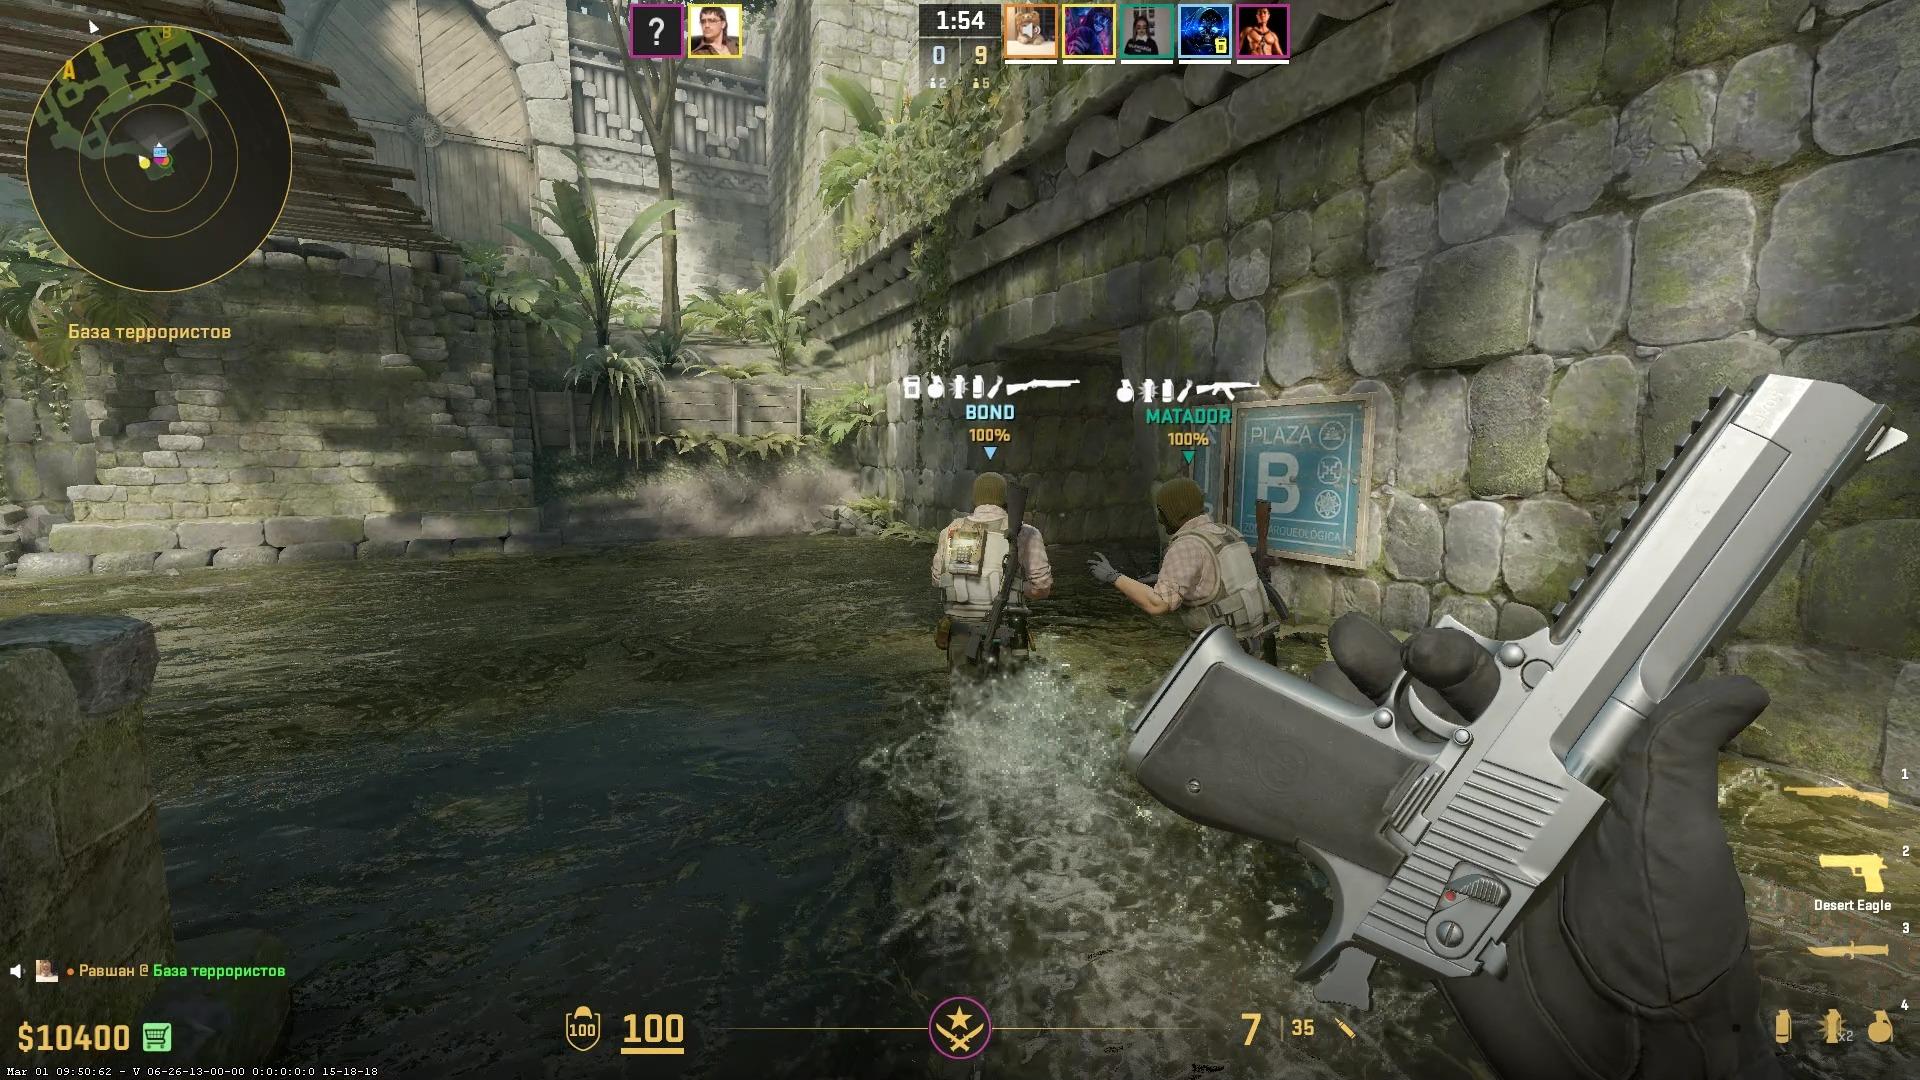 B
A
?
1:54
0 9
2 5
База террористов
BOND
100%
MATADOR
100%
PLAZA
B
ARQUEOLÓGICA
1
2
Desert Eagle
3
4
x2
Равшан @ База террористов
$10400
100
100
7 | 35
Mar 01 09:50:62 - V 06-26-13-00-00 0:0:0:0:0 15-18-18